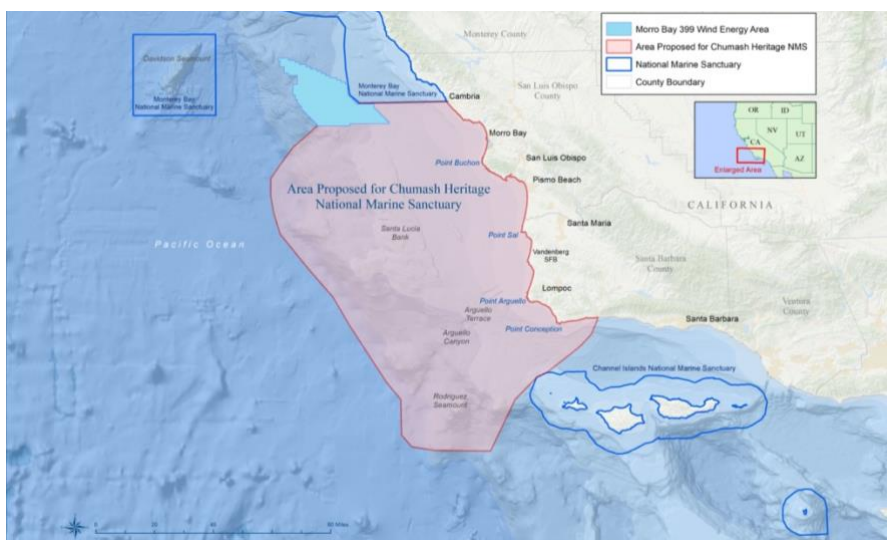 Morro Bay 399 Wind Energy Area
Area Proposed for Chumash Heritage NMS
National Marine Sanctuary
County Boundary
Monterey County
Davidson Seamount
Monterey Bay
National Marine Sanctuary
Monterey Bay
National Marine Sanctuary
Cambria
San Luis Obispo
County
OR
ID
NV
UT
CA
AZ
Enlarged Area
Morro Bay
Point Buchon
San Luis Obispo
Pismo Beach
Area Proposed for Chumash Heritage
National Marine Sanctuary
CALIFORNIA
Santa Lucia
Bank
Pacific Ocean
Point Sal
Santa Maria
Vandenberg
SFB
Santa Barbara
County
Lompoc
Point Arguello
Arguello
Terrace
Ventura
County
Santa Barbara
Point Conception
Arguello
Canyon
Channel Islands National Marine Sanctuary
Rodriguez
Seamount
0 20 40 80 Miles